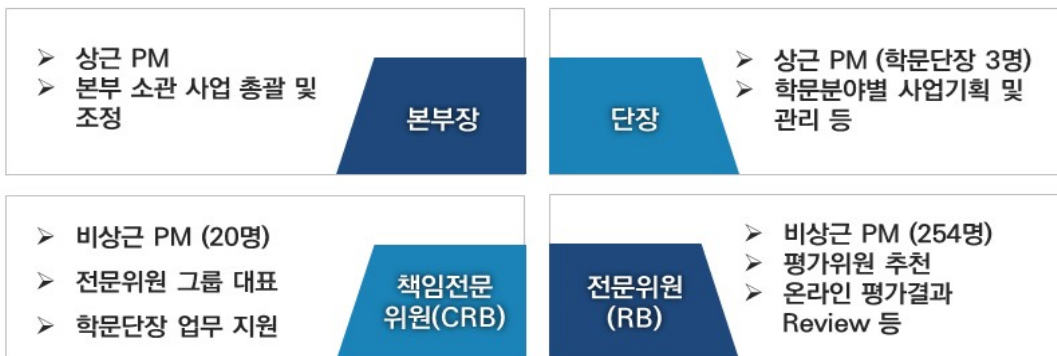 ➢ 상근 PM
➢ 본부 소관 사업 총괄 및
조정
본부장
단장
➢ 상근 PM (학문단장 3명)
➢ 학문분야별 사업기획 및
관리 등
➢ 비상근 PM (20명)
➢ 전문위원 그룹 대표
➢ 학문단장 업무 지원
책임전문
위원(CRB)
전문위원
(RB)
➢ 비상근 PM (254명)
➢ 평가위원 추천
➢ 온라인 평가결과
Review 등